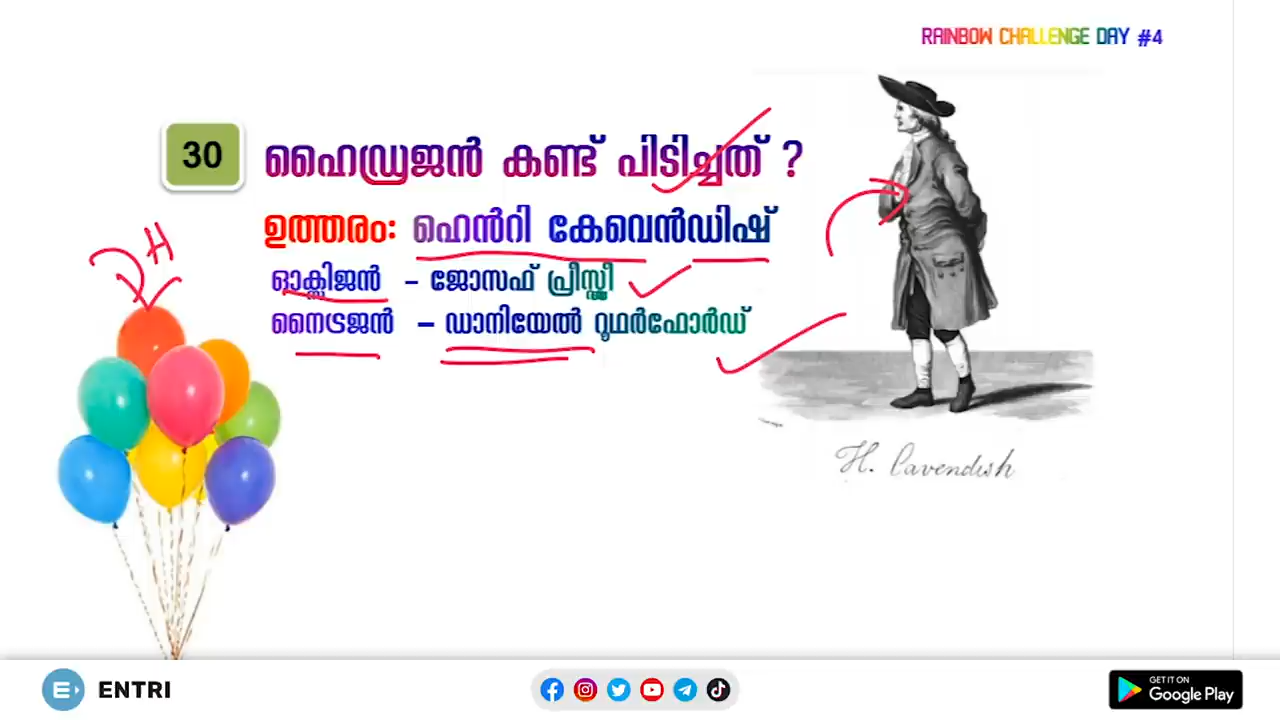 RAINBOW CHALLENGE DAY #4
30 ഹൈഡ്രജൻ കണ്ട് പിടിച്ചത് ?
ഉത്തരം: ഹെൻറി കേവെൻഡിഷ്
ഓക്സിജൻ – ജോസഫ് പ്രീസ്റ്റ്ലി
നൈട്രജൻ – ഡാനിയേൽ റൂഥർഫോർഡ്
H
H. Cavendish
ENTRI
GET IT ON
Google Play